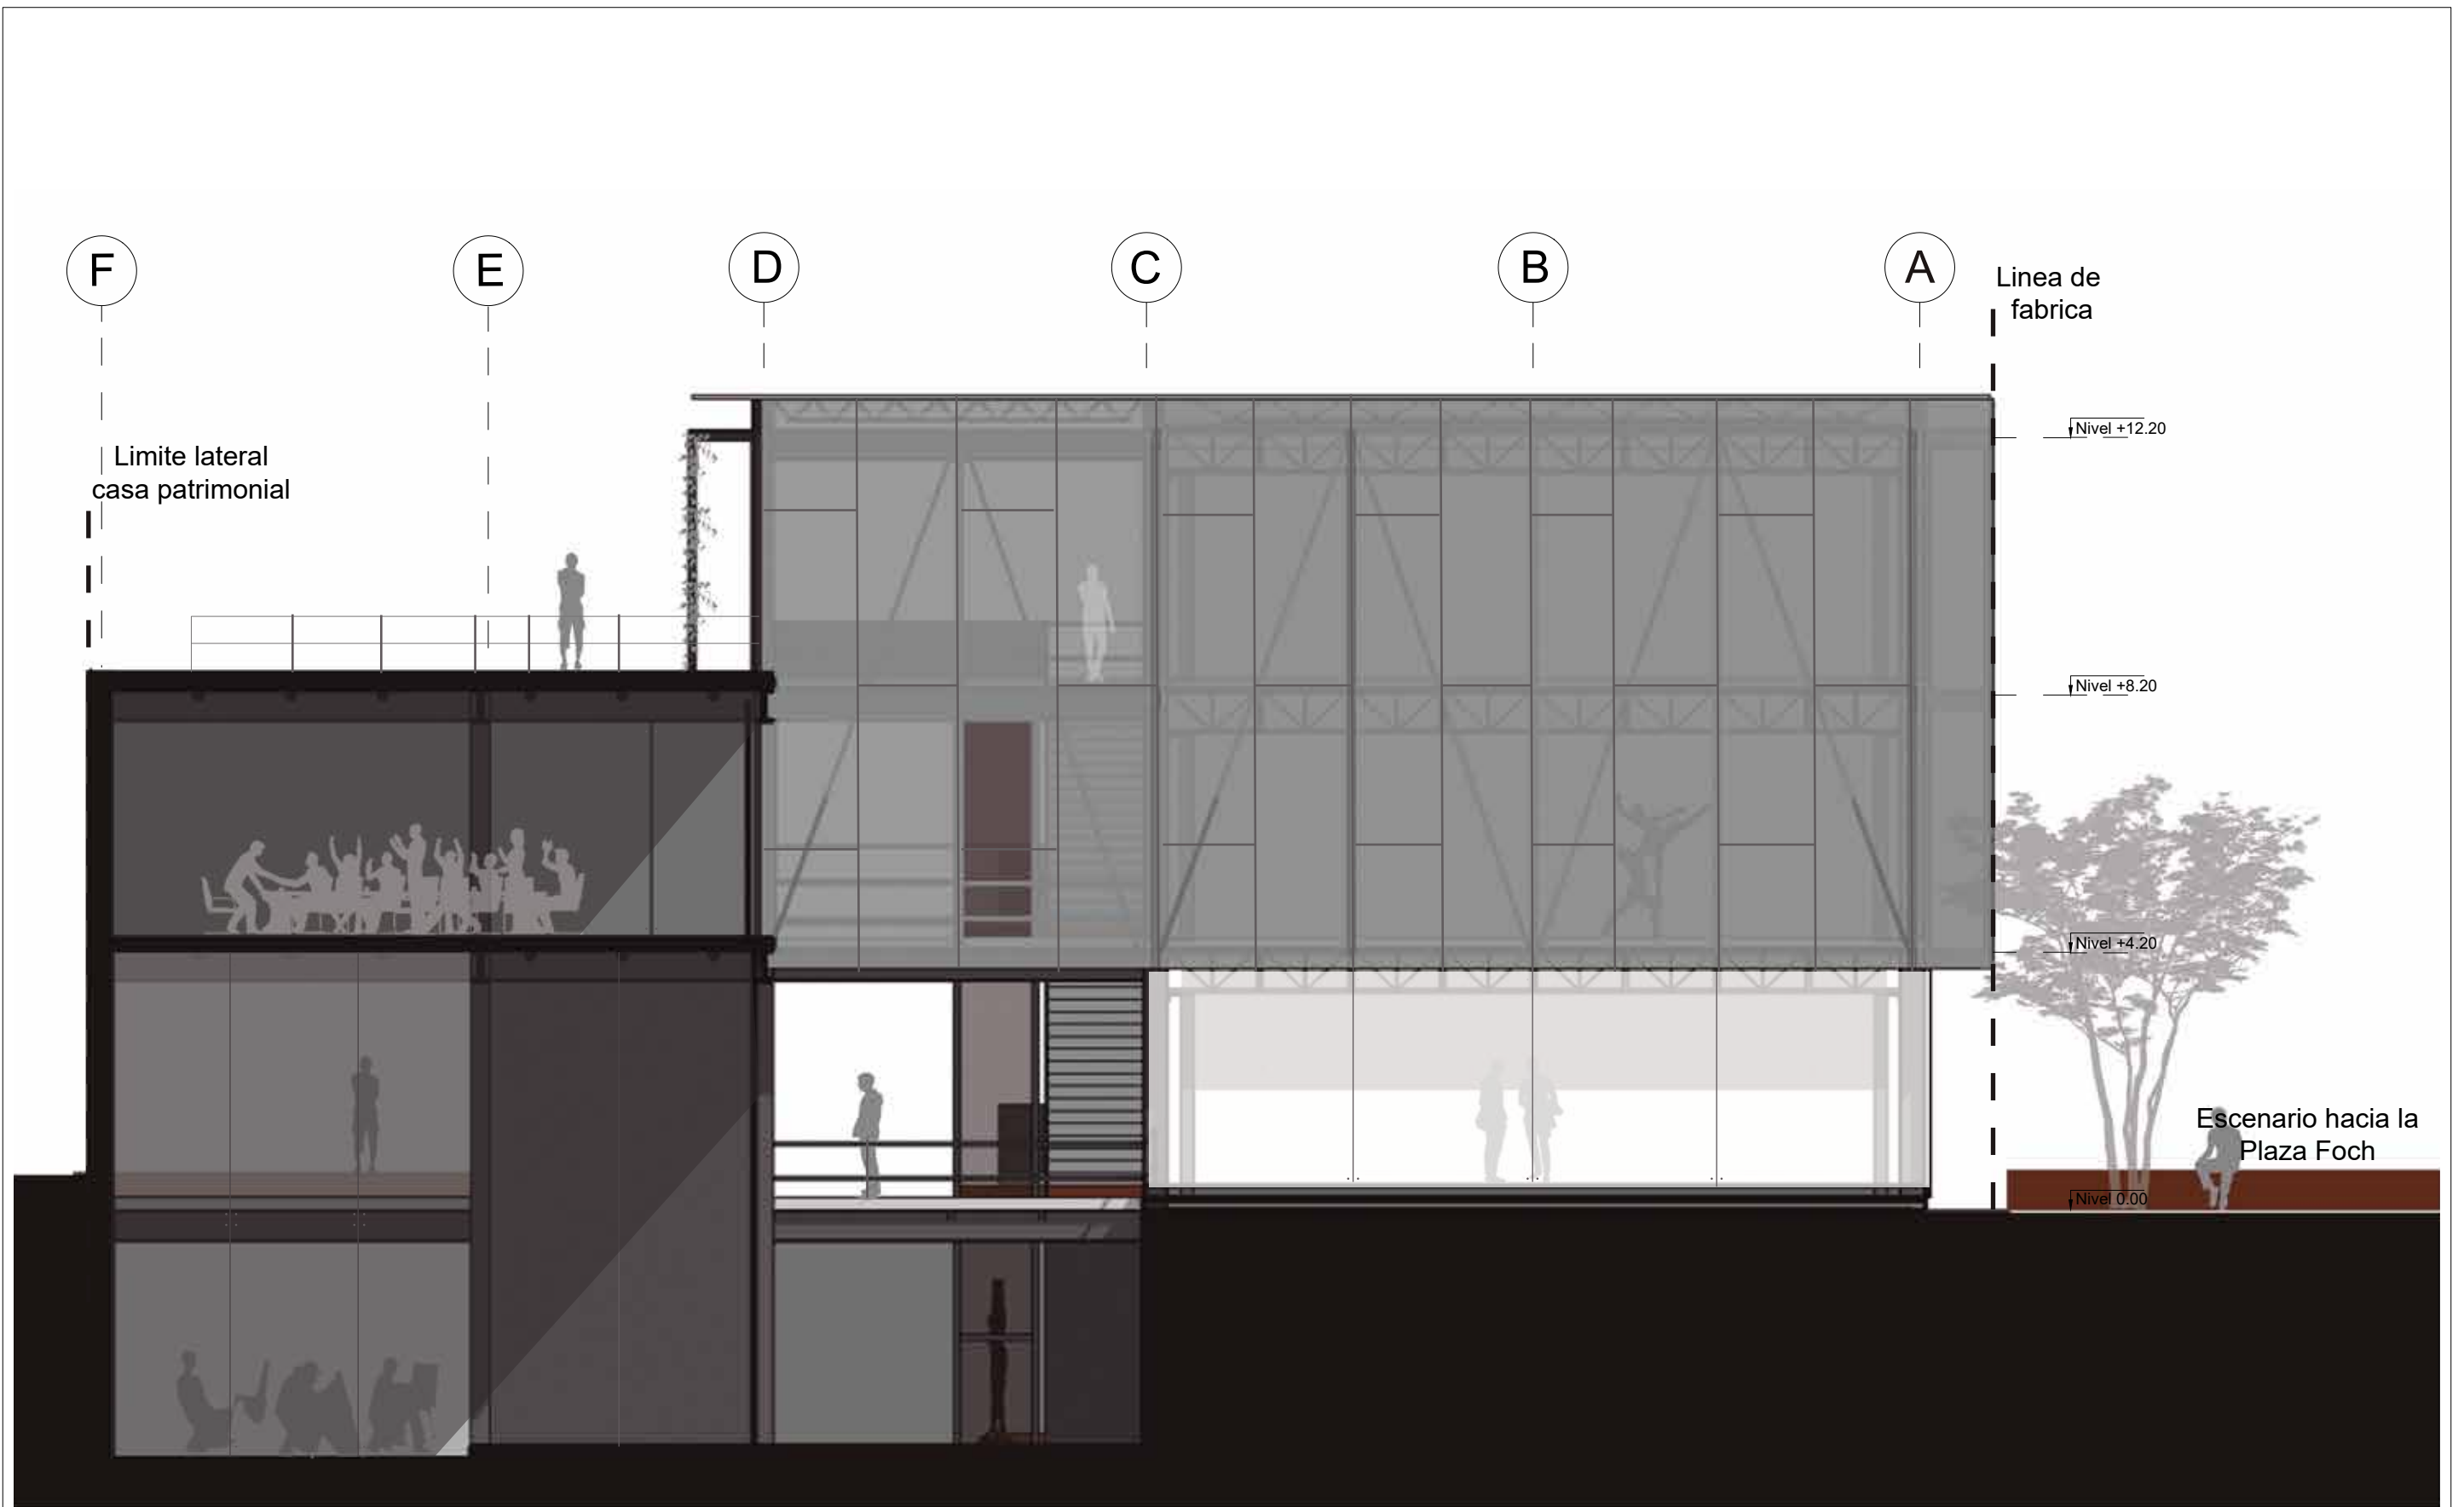 F
E
D
C
B
A
Linea de
fabrica
Nivel +12.20
Limite lateral
casa patrimonial
Nivel +8.20
Nivel +4.20
Escenario hacia la
Plaza Foch
Nivel 0.00